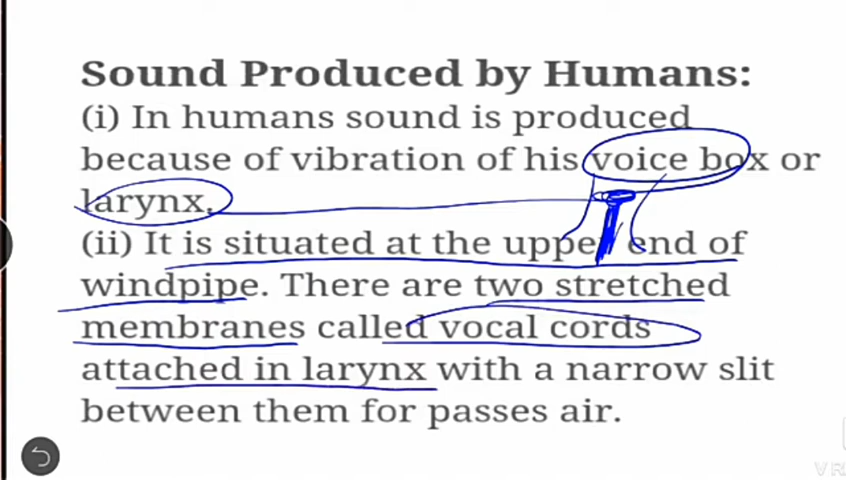 Sound Produced by Humans:
(i) In humans sound is produced
because of vibration of his voice box or
larynx.
(ii) It is situated at the upper end of
windpipe. There are two stretched
membranes called vocal cords
attached in larynx with a narrow slit
between them for passes air.
VR